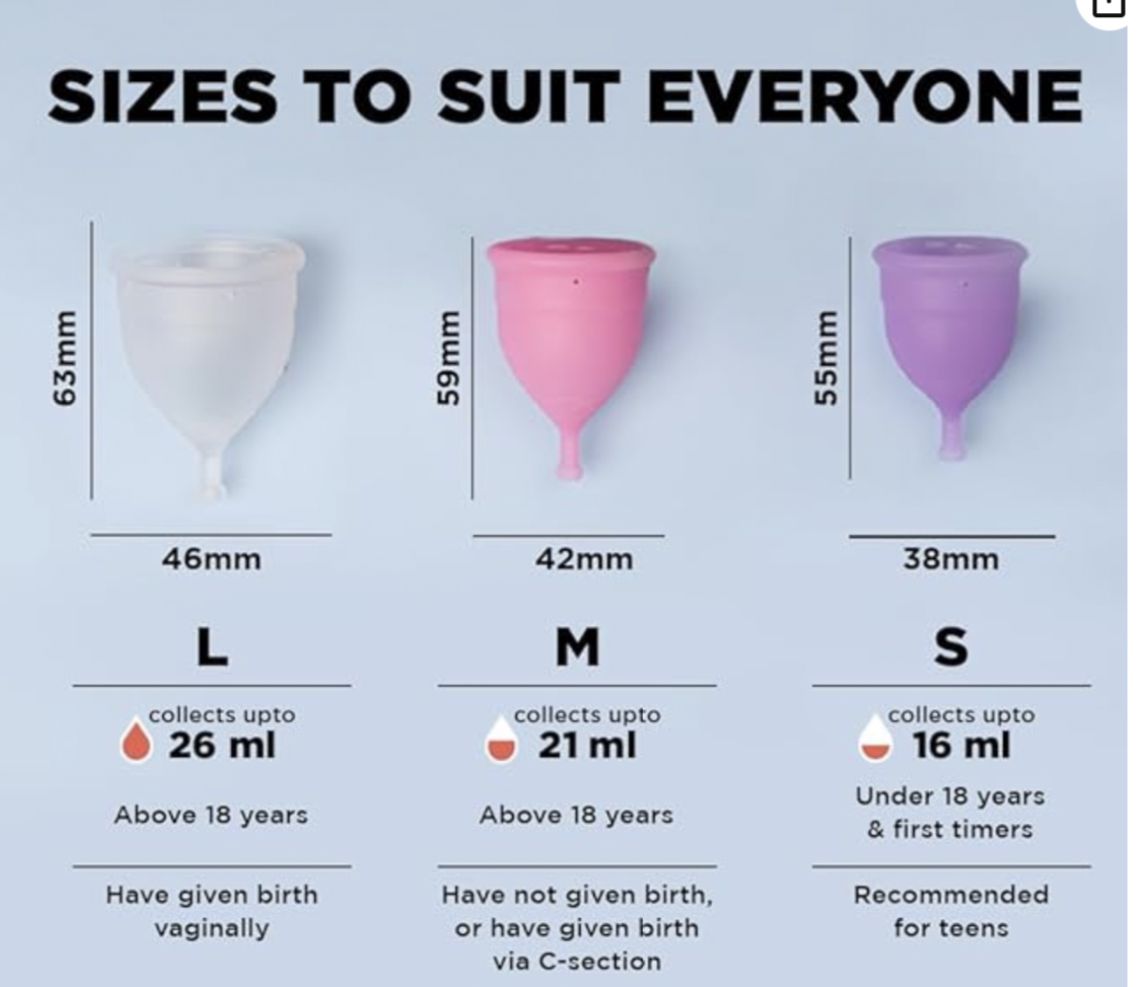 SIZES TO SUIT EVERYONE
63mm
46mm
L
collects upto
26 ml
Above 18 years
Have given birth
vaginally
59mm
42mm
M
collects upto
21 ml
Above 18 years
Have not given birth,
or have given birth
via C-section
55mm
38mm
S
collects upto
16 ml
Under 18 years
& first timers
Recommended
for teens